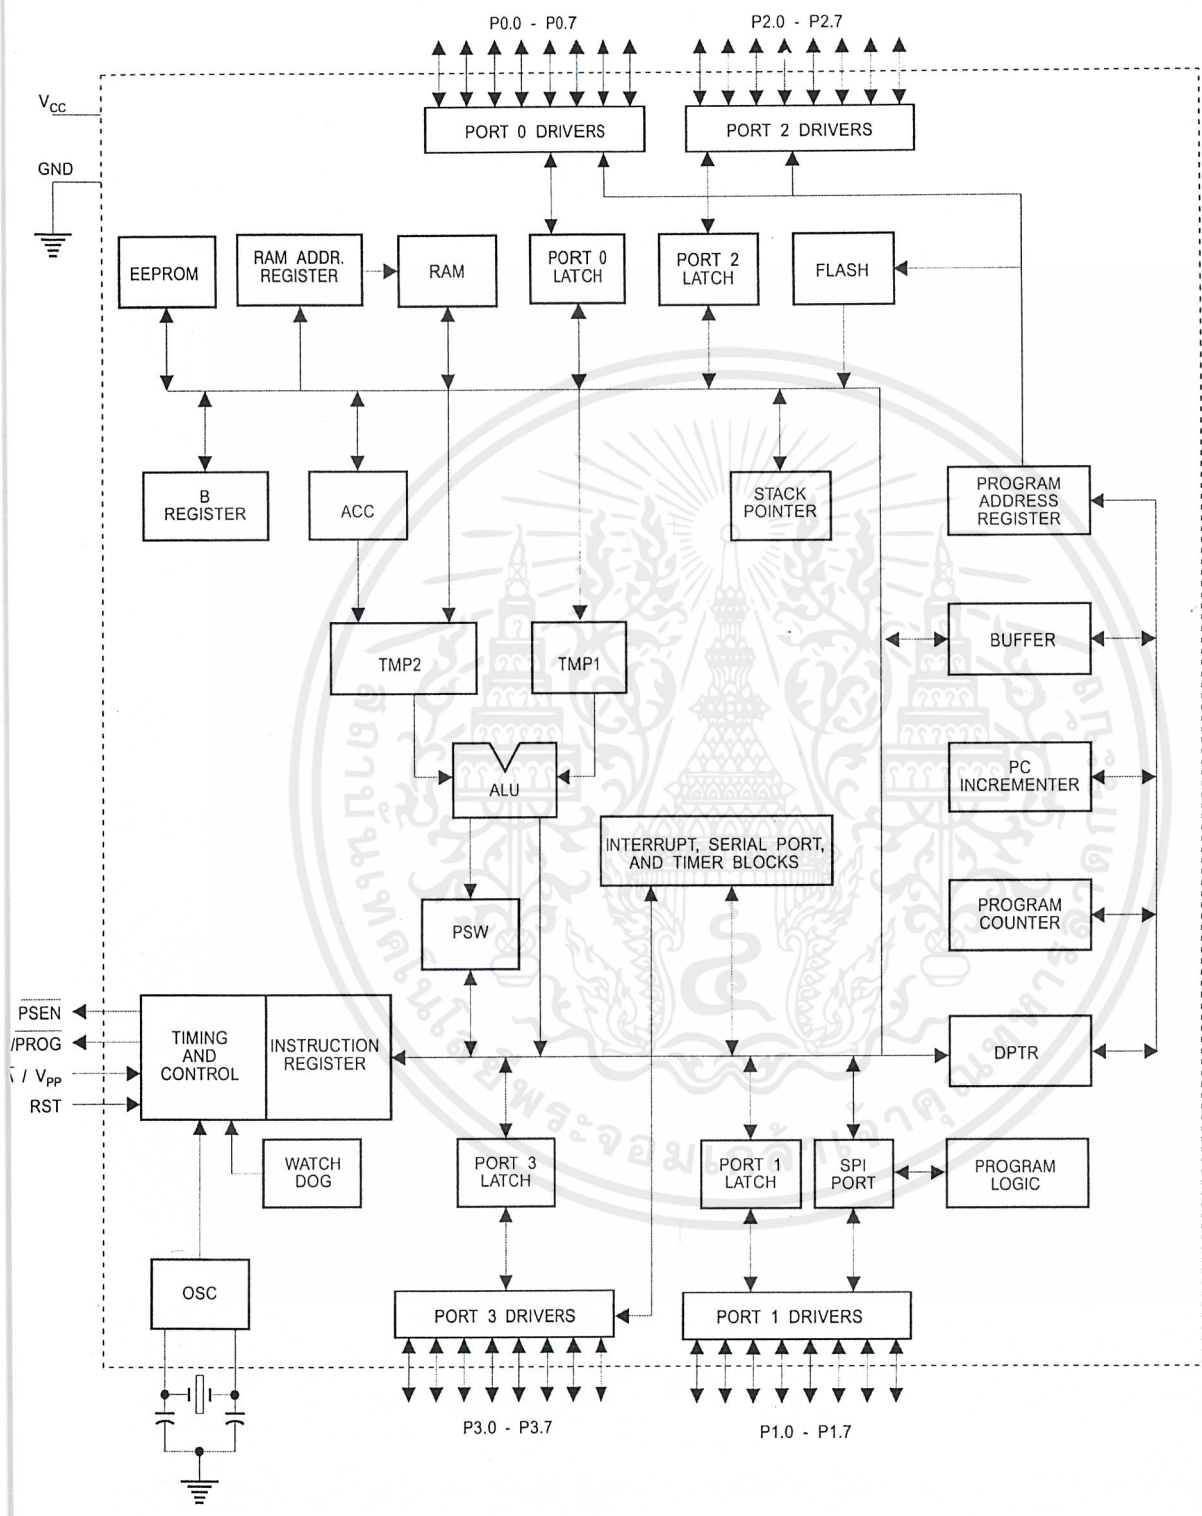 P0.0 - P0.7
P2.0 - P2.7
VCC
GND
PORT 0 DRIVERS
PORT 2 DRIVERS
EEPROM
RAM ADDR.
REGISTER
RAM
PORT 0
LATCH
PORT 2
LATCH
FLASH
B
REGISTER
ACC
STACK
POINTER
PROGRAM
ADDRESS
REGISTER
TMP2
TMP1
BUFFER
ALU
PC
INCREMENTER
INTERRUPT, SERIAL PORT,
AND TIMER BLOCKS
PSW
PROGRAM
COUNTER
PSEN
/PROG
/ VPP
RST
TIMING
AND
CONTROL
INSTRUCTION
REGISTER
DPTR
WATCH
DOG
PORT 3
LATCH
PORT 1
LATCH
SPI
PORT
PROGRAM
LOGIC
OSC
PORT 3 DRIVERS
PORT 1 DRIVERS
P3.0 - P3.7
P1.0 - P1.7